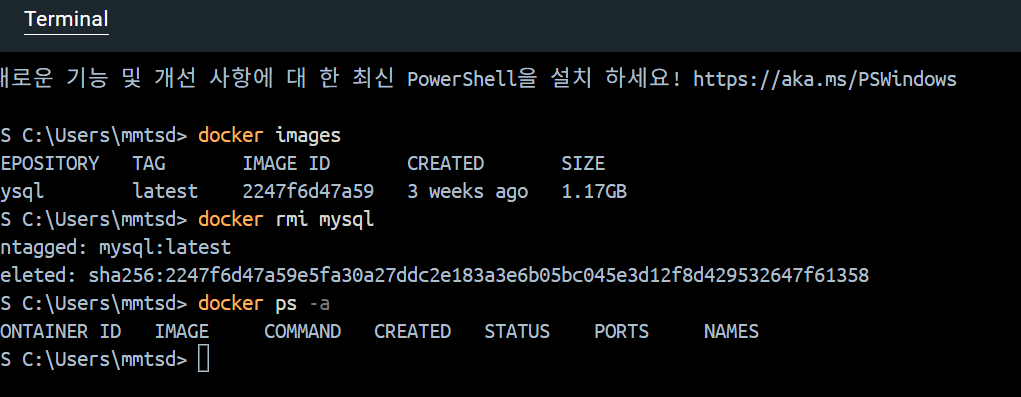 Terminal
새로운 기능 및 개선 사항에 대 한 최신 PowerShell을 설치 하세요! https://aka.ms/PSWindows
S C:\Users\mmtsd> docker images
EPOSITORY TAG IMAGE ID CREATED SIZE
ysql latest 2247f6d47a59 3 weeks ago 1.17GB
S C:\Users\mmtsd> docker rmi mysql
ntagged: mysql:latest
eleted: sha256:2247f6d47a59e5fa30a27ddc2e183a3e6b05bc045e3d12f8d429532647f61358
S C:\Users\mmtsd> docker ps -a
ONTAINER ID IMAGE COMMAND CREATED STATUS PORTS NAMES
S C:\Users\mmtsd>